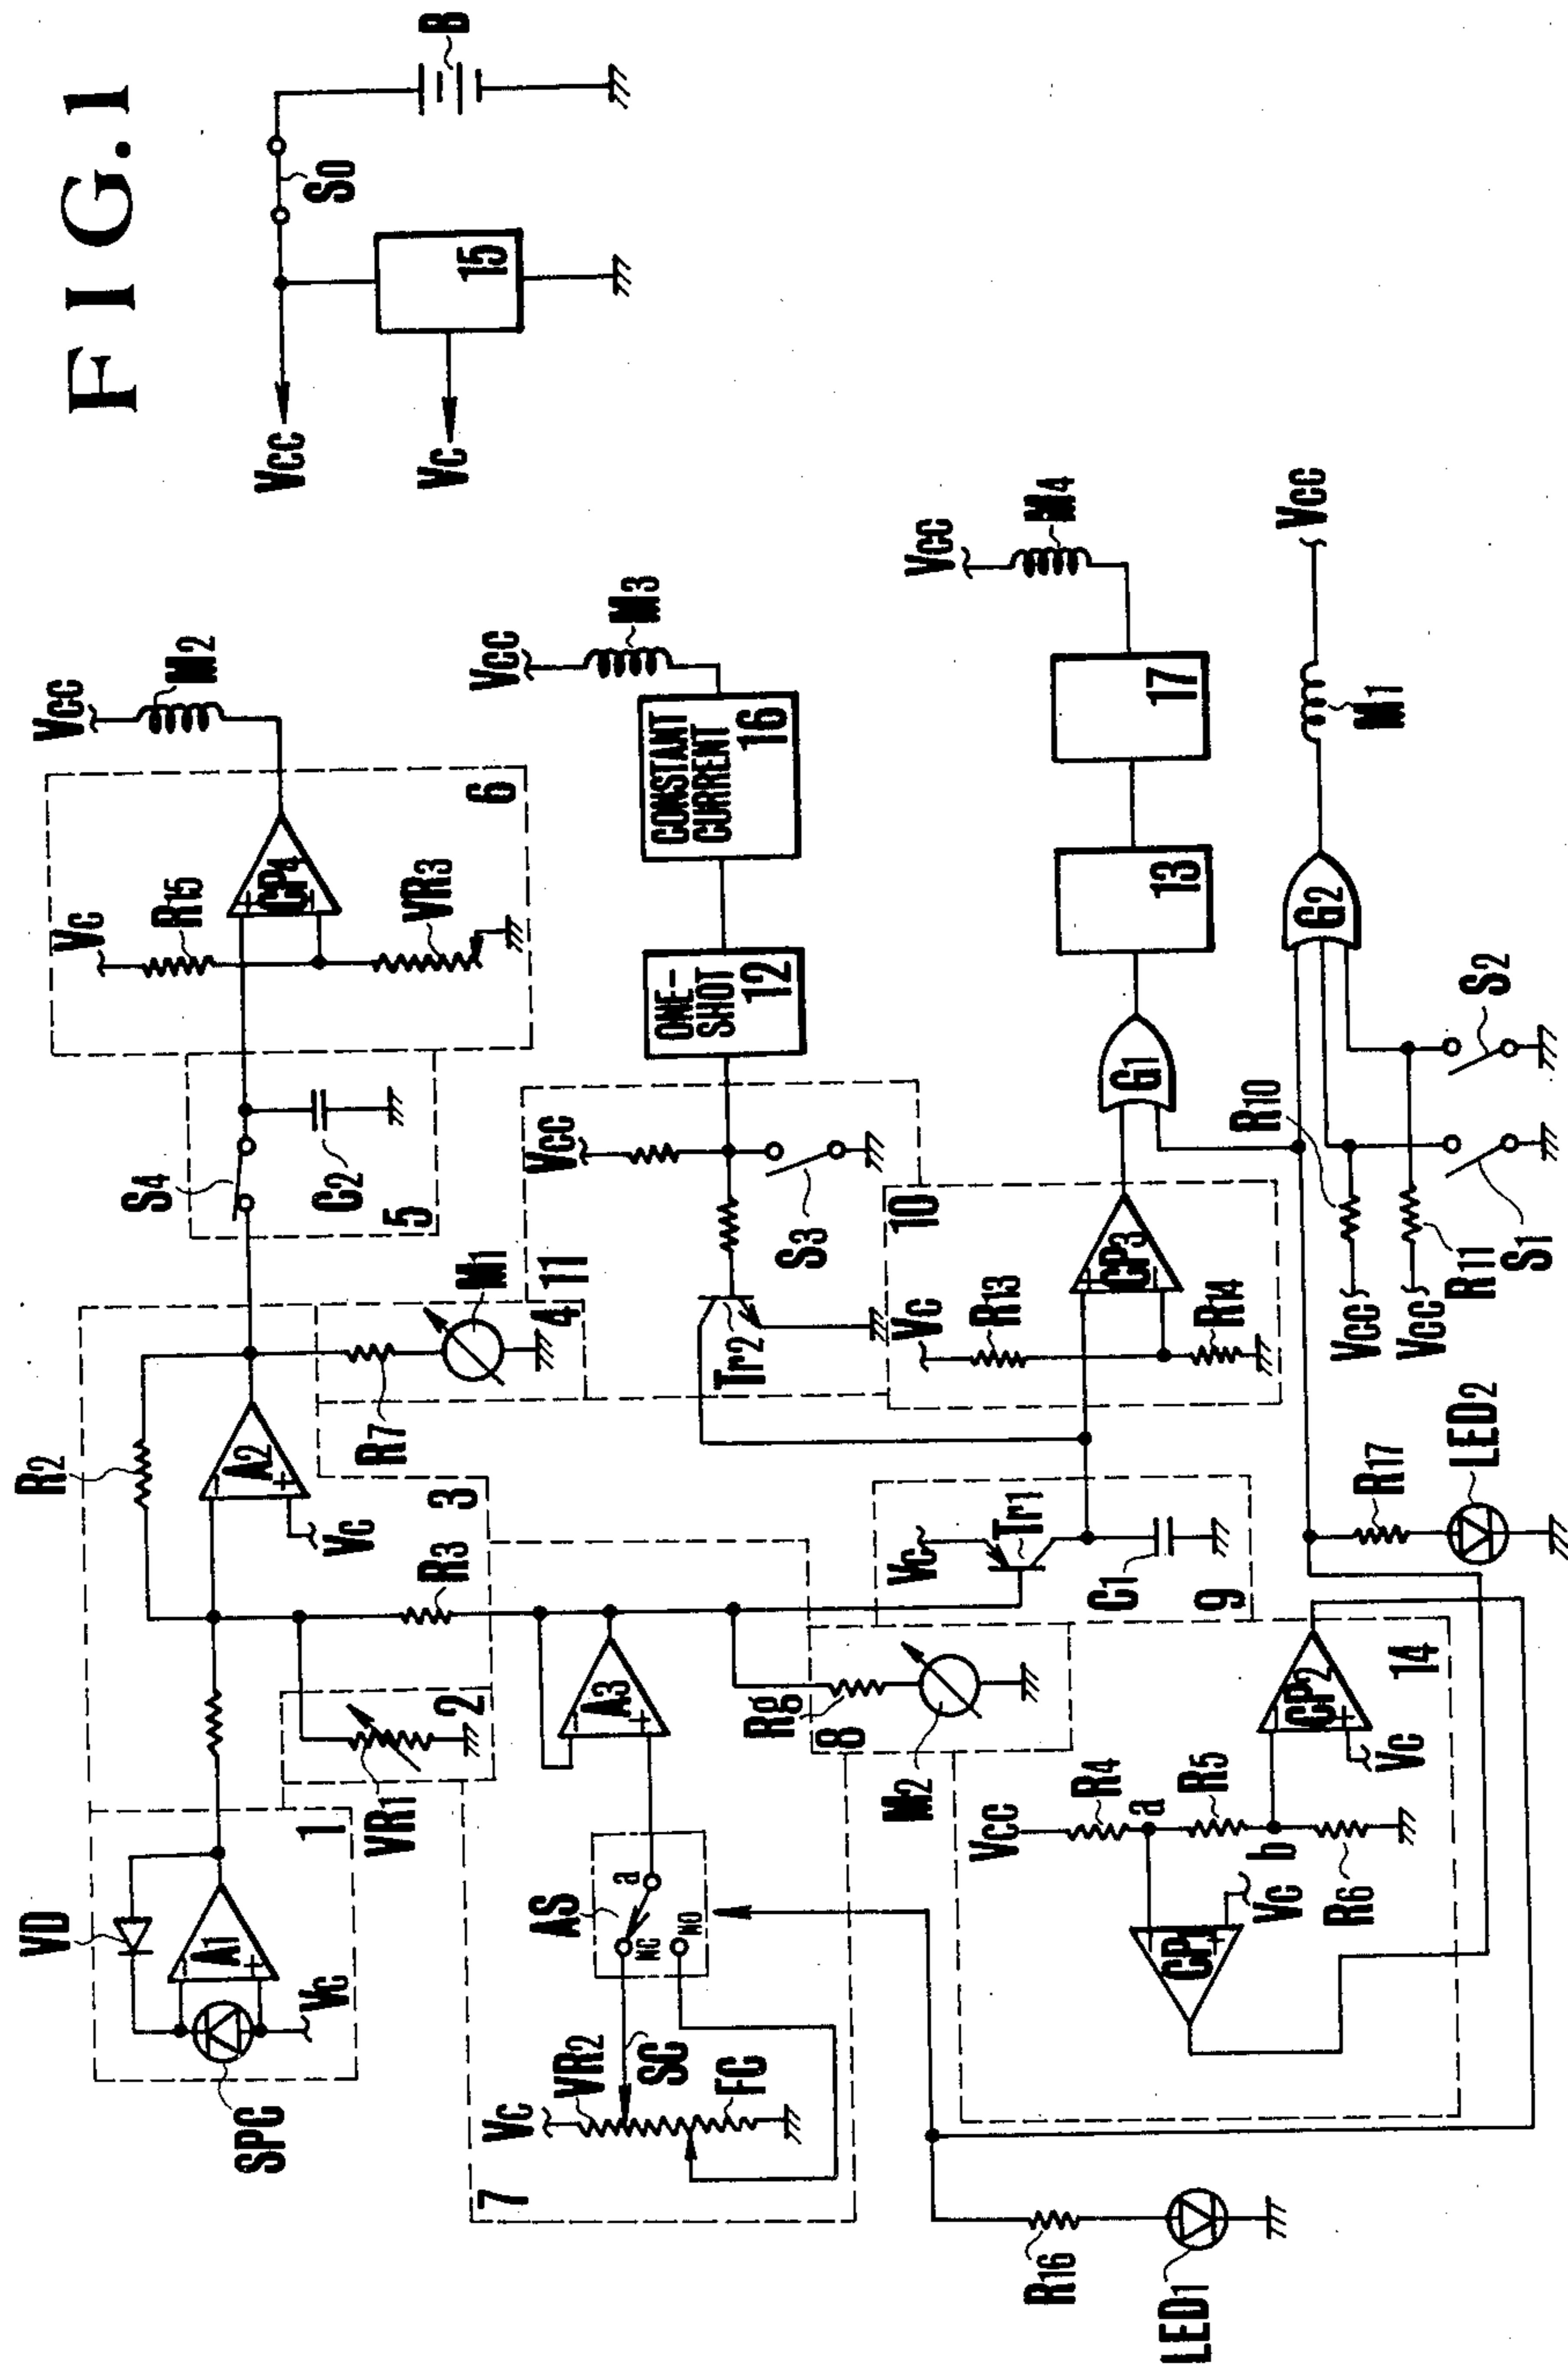 FIG.1
B
S0
15
VCC
VC
VCC
M2
6
VC
R15
CP4
VR3
S4
C2
5
R2
A2
VC
R7
M1
4
11
3
R3
VD
A1
VC
SPC
1
VR1
2
VCC
M3
CONSTANT
CURRENT
16
ONE-
SHOT
12
VCC
S3
Tr2
10
VC
R13
CP3
R14
VCC
M4
17
13
G1
VCC
M1
G2
S2
R10
S1
R11
VCC
VCC
VC
Tr1
C1
9
R17
LED2
A3
Rg
8
M2
AS
a
NC
NO
VR2
SC
FC
VC
7
VCC
R4
a
R5
b
R6
VC
CP1
CP2
VC
14
R16
LED1